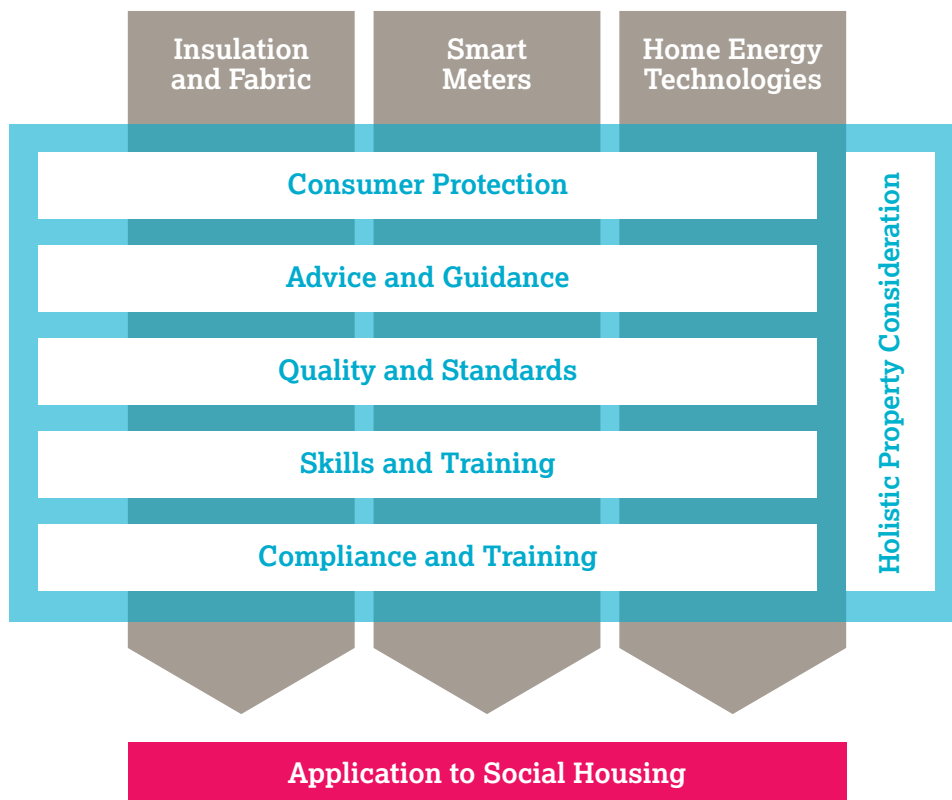 Insulation
and Fabric
Smart
Meters
Home Energy
Technologies
Consumer Protection
Advice and Guidance
Quality and Standards
Skills and Training
Compliance and Training
Holistic Property Consideration
Application to Social Housing